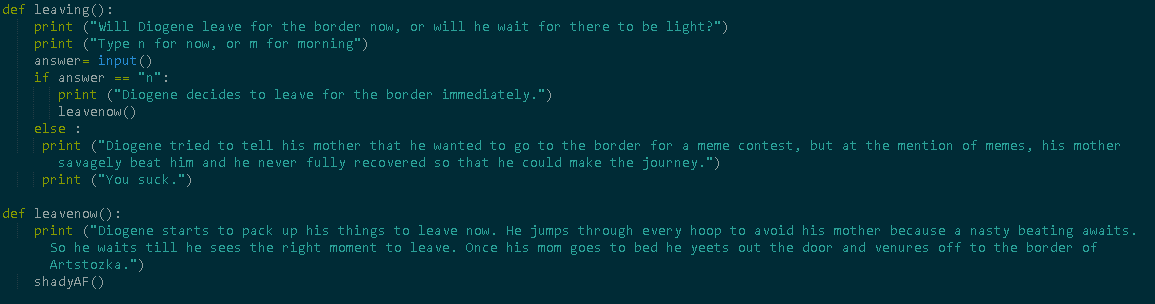 def leaving():
    print ("Will Diogene leave for the border now, or will he wait for there to be light?")
    print ("Type n for now, or m for morning")
    answer= input()
    if answer == "n":
        print ("Diogene decides to leave for the border immediately.")
        leavenow()
    else :
     print ("Diogene tried to tell his mother that he wanted to go to the border for a meme contest, but at the mention of memes, his mother
       savagely beat him and he never fully recovered so that he could make the journey.")
     print ("You suck.")

def leavenow():
    print ("Diogene starts to pack up his things to leave now. He jumps through every hoop to avoid his mother because a nasty beating awaits.
      So he waits till he sees the right moment to leave. Once his mom goes to bed he yeets out the door and venures off to the border of
      Artstozka.")
    shadyAF()